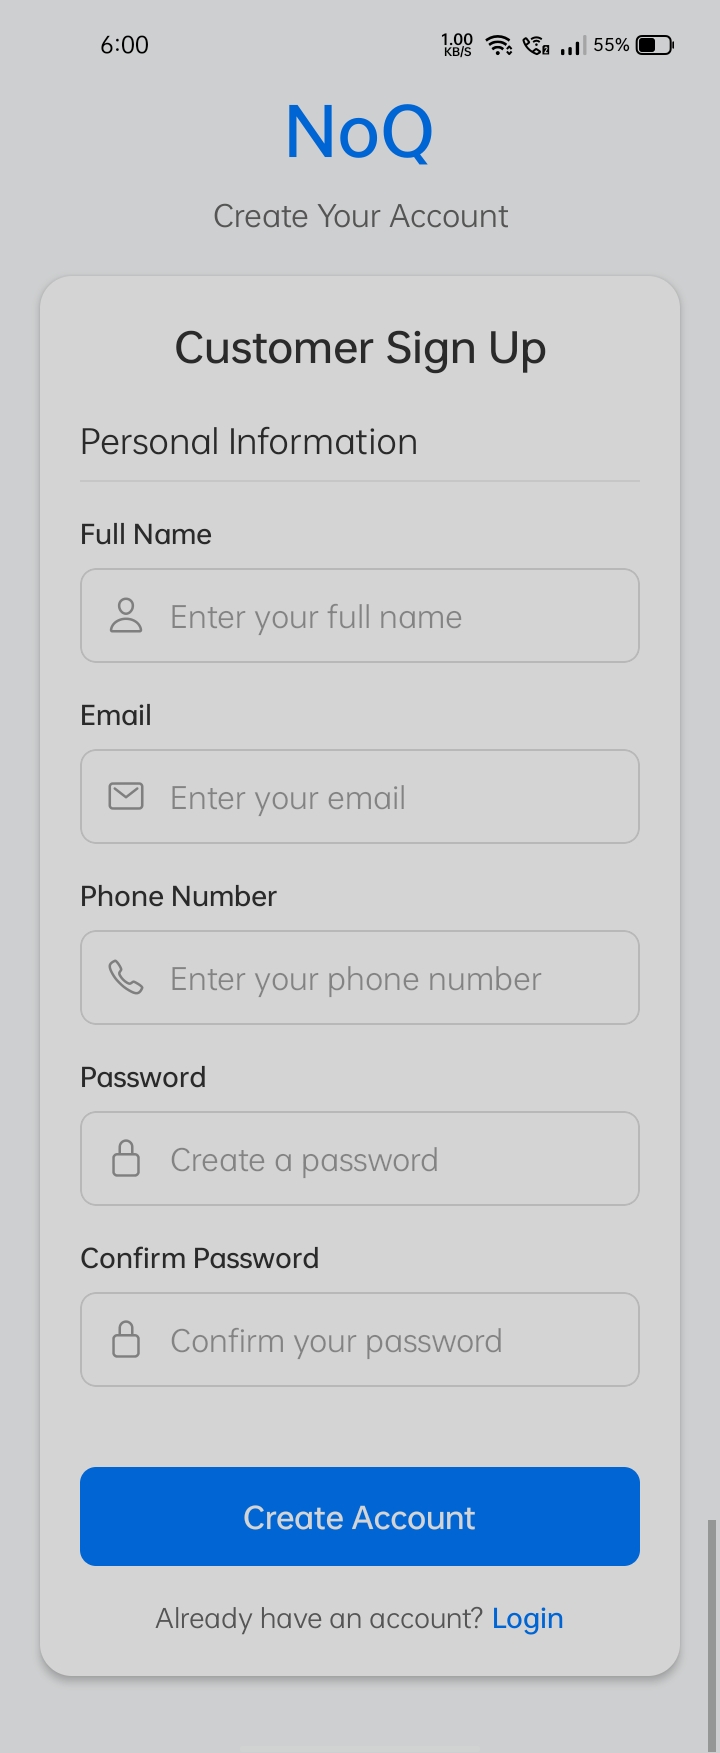 6:00
1.00
KB/S
2
55%
NoQ
Create Your Account
Customer Sign Up
Personal Information
Full Name
Enter your full name
Email
Enter your email
Phone Number
Enter your phone number
Password
Create a password
Confirm Password
Confirm your password
Create Account
Already have an account? Login